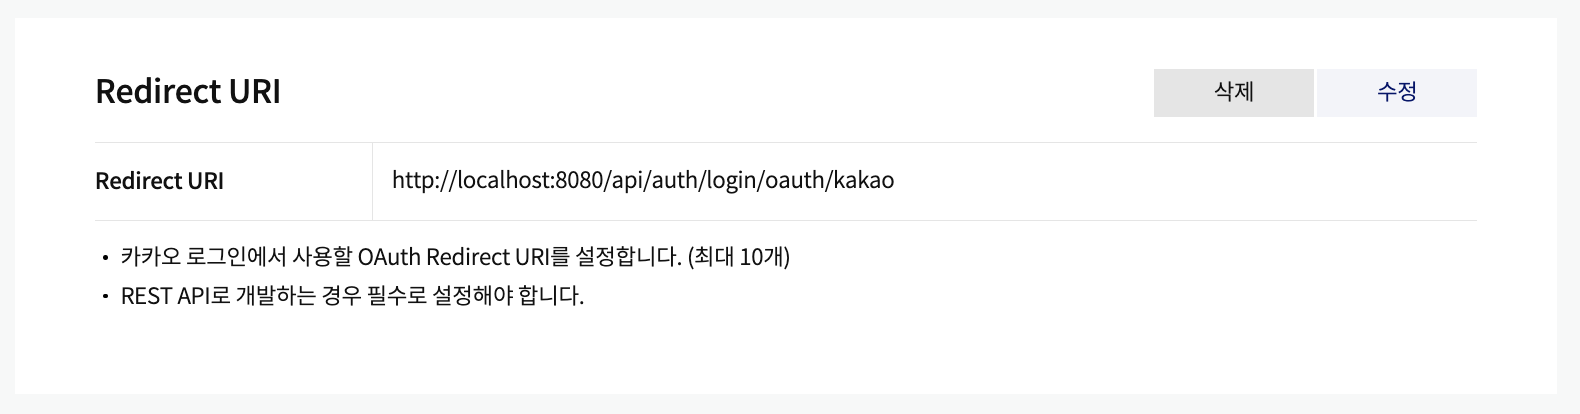 Redirect URI
삭제
수정
Redirect URI
http://localhost:8080/api/auth/login/oauth/kakao
• 카카오 로그인에서 사용할 OAuth Redirect URI를 설정합니다. (최대 10개)
• REST API로 개발하는 경우 필수로 설정해야 합니다.